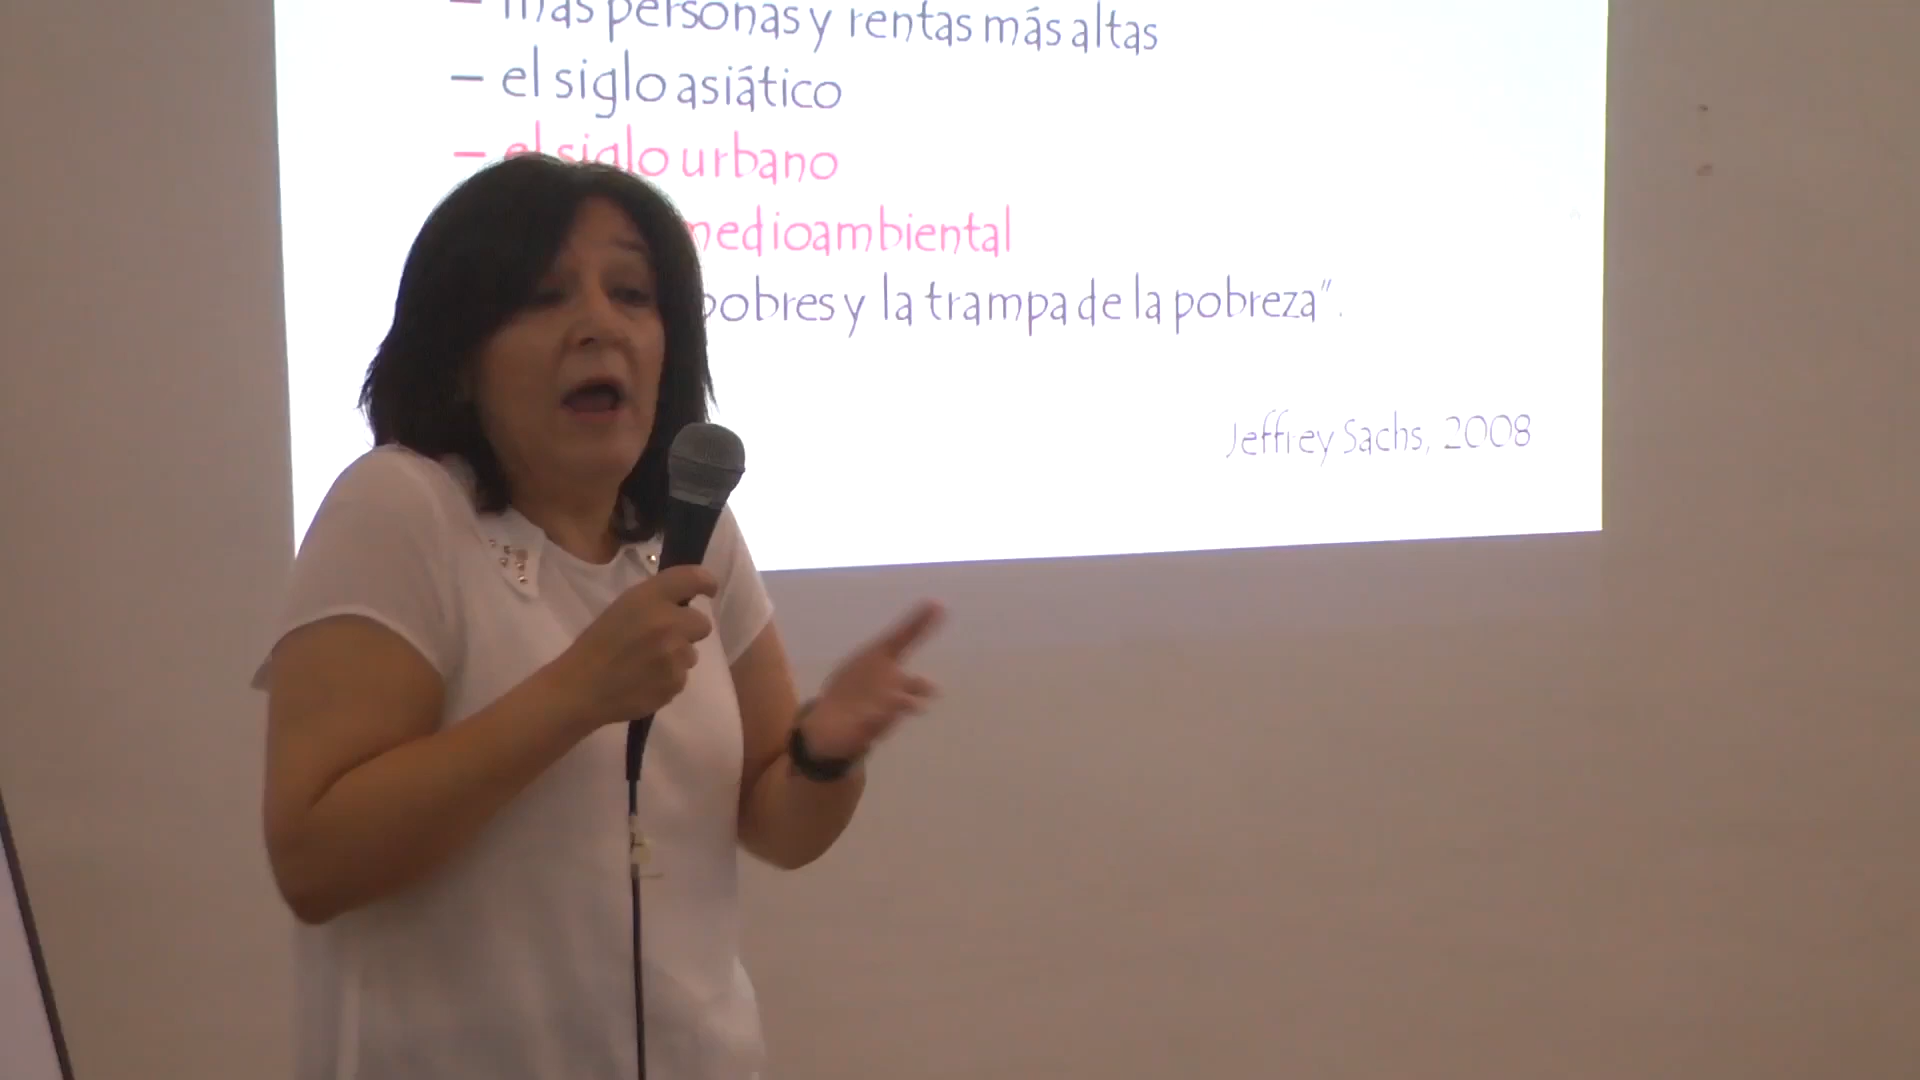 – más personas y rentas más altas
– el siglo asiático
– el siglo urbano
medioambiental
pobres y la trampa de la pobreza".
Jeffrey Sachs, 2008